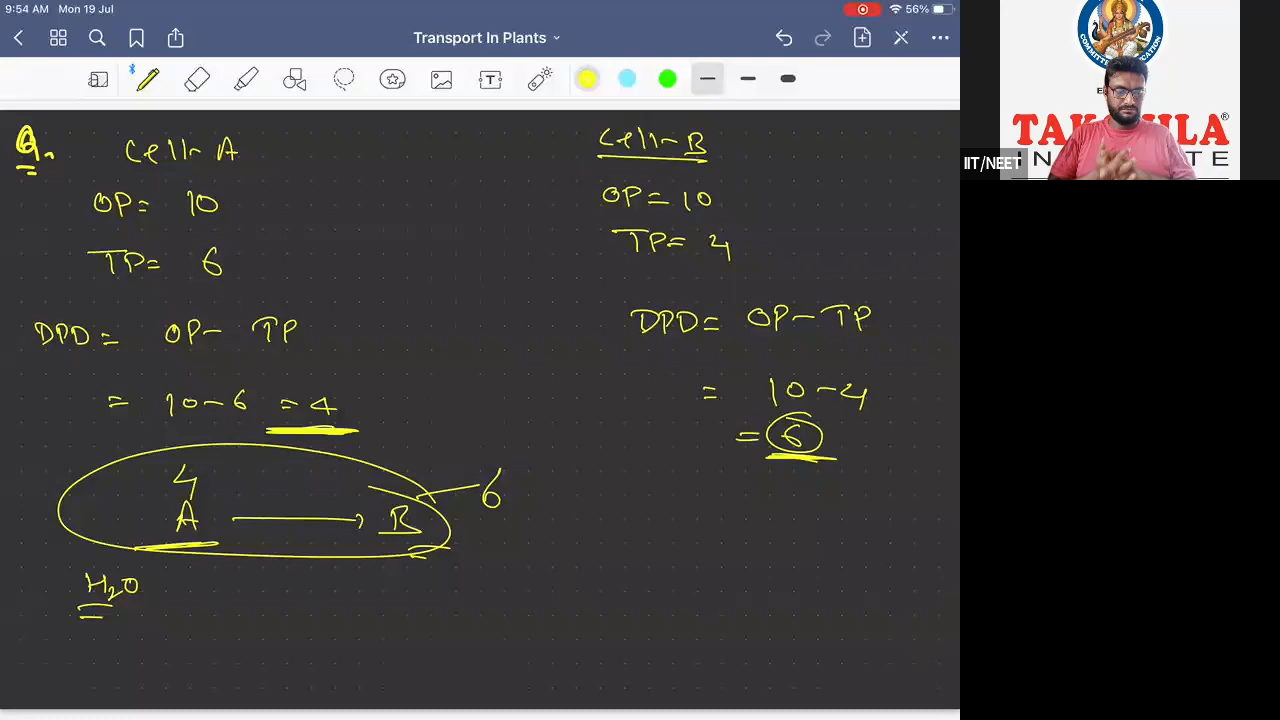 9:54 AM Mon 19 Jul
56%
Transport In Plants
Q. Cell-A
OP= 10
TP= 6
DPD= OP- TP
= 10-6 = 4
4
A → B 6
H₂O
Cell-B
OP=10
TP= 4
DPD= OP-TP
= 10-4
= 6
IIT/NEET